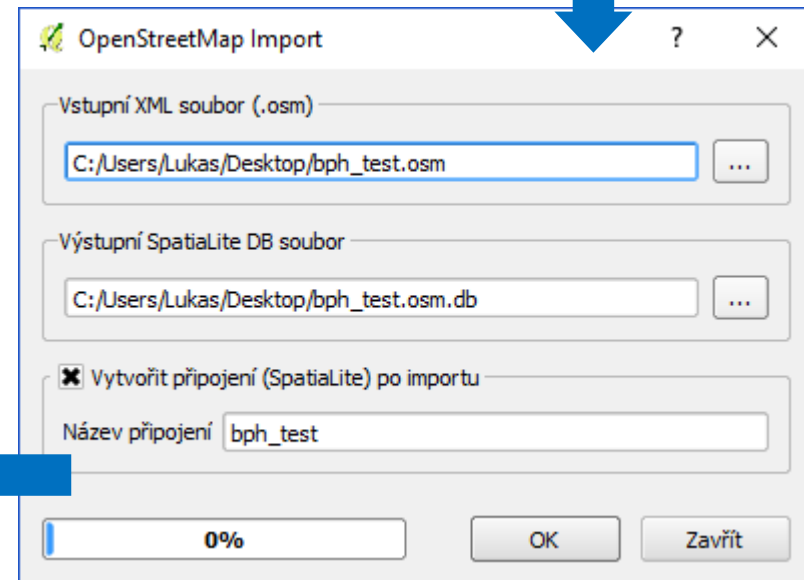 OpenStreetMap Import
?
Vstupní XML soubor (.osm)
C:/Users/Lukas/Desktop/bph_test.osm
...
Výstupní SpatiaLite DB soubor
C:/Users/Lukas/Desktop/bph_test.osm.db
...
Vytvořit připojení (SpatiaLite) po importu
Název připojení bph_test
0% OK Zavřít